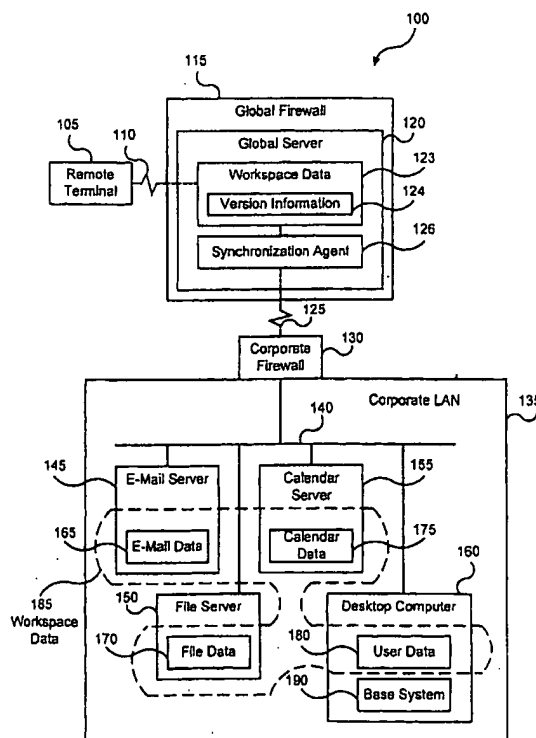 100
115
Global Firewall
120
Global Server
105
110
123
Remote
Terminal
Workspace Data
124
Version Information
126
Synchronization Agent
125
130
Corporate
Firewall
Corporate LAN
135
140
145
E-Mail Server
Calendar
Server
155
165
E-Mail Data
Calendar
Data
175
160
185
Workspace
Data
150
File Server
Desktop Computer
170
File Data
180
User Data
190
Base System